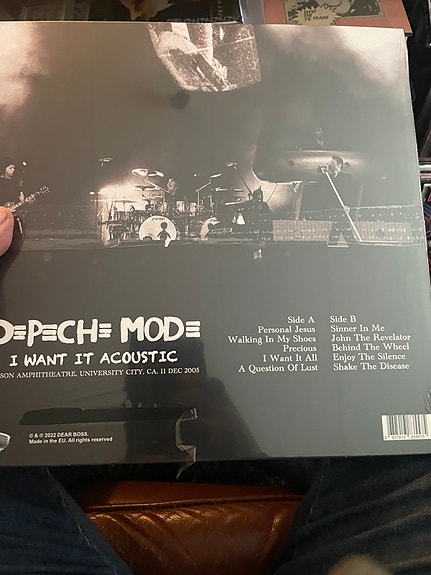 DEPECHE MODE
I WANT IT ACOUSTIC
SON AMPHITHEATRE, UNIVERSITY CITY, CA. 11 DEC 2005
Side A
Personal Jesus
Walking In My Shoes
Precious
I Want It All
A Question Of Lust
Side B
Sinner In Me
John The Revelator
Behind The Wheel
Enjoy The Silence
Shake The Disease
© & ℗ 2022 DEAR BOSS.
Made in the EU. All rights reserved